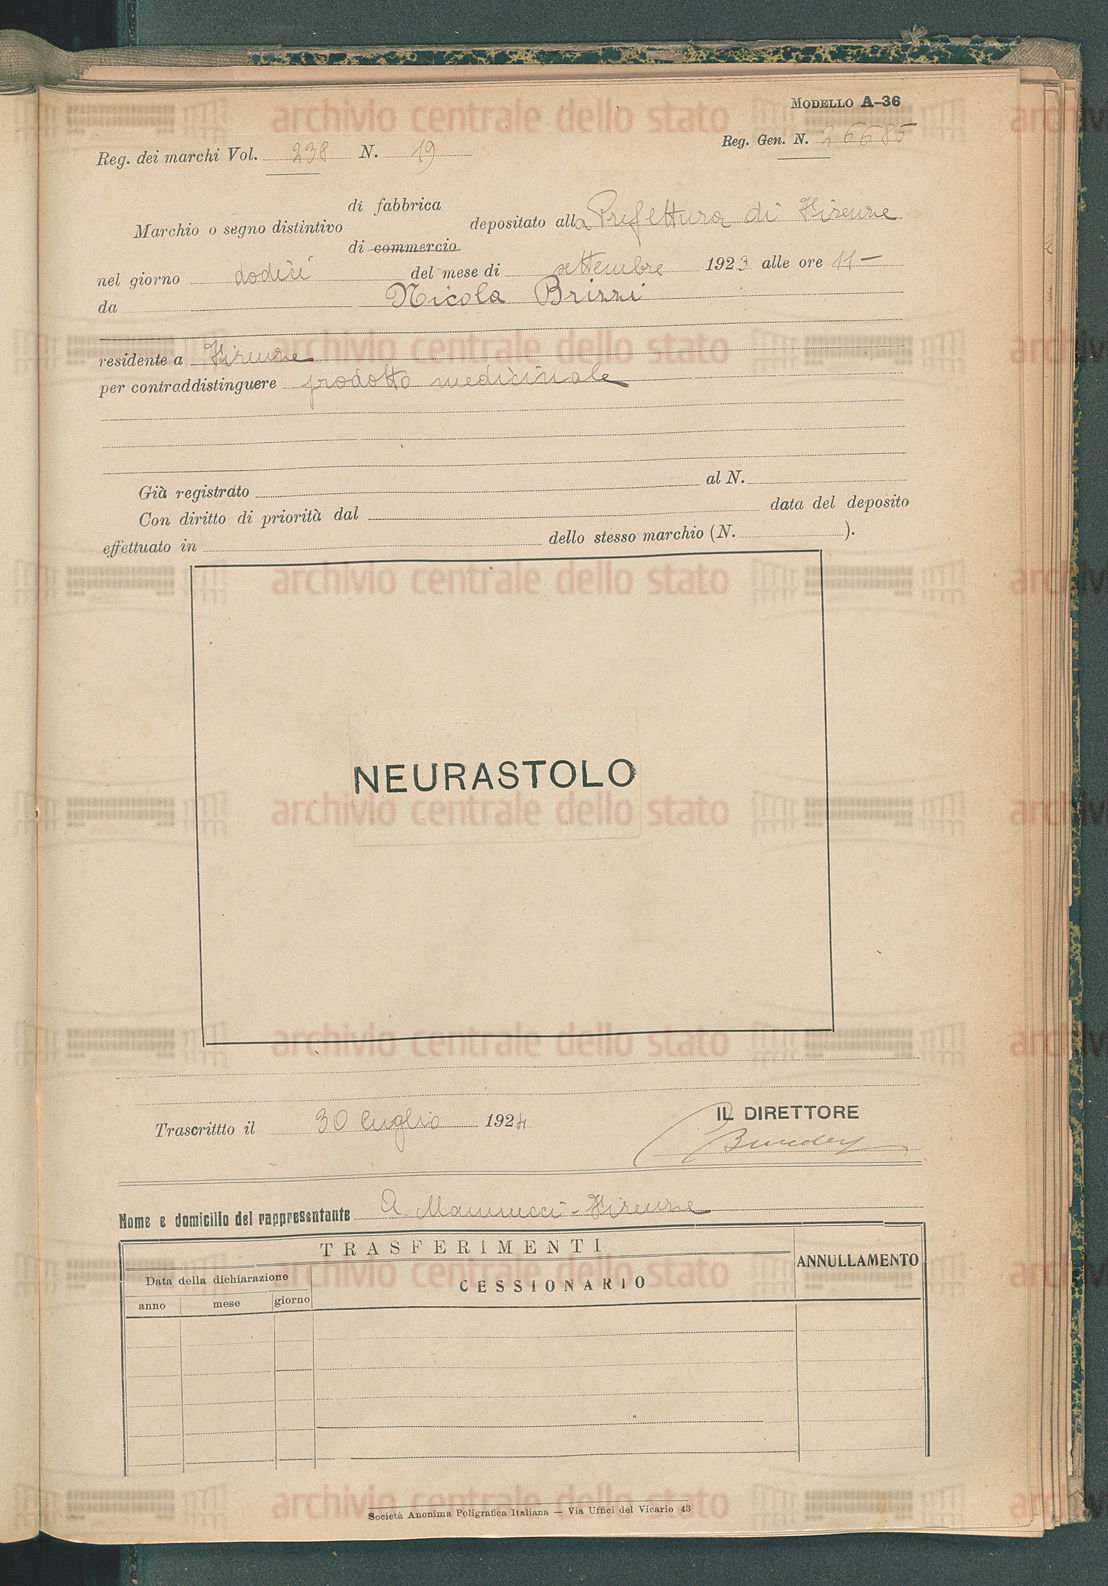 MODELLO A-36
Reg. dei marchi Vol. 238 N. 19
Reg. Gen. N. 26685
Marchio o segno distintivo di fabbrica di commercio depositato alla Prefettura di Firenze
nel giorno dodici del mese di settembre 1923 alle ore 11—
da Nicola Brizzi
residente a Firenze
per contraddistinguere prodotto medicinale
Già registrato al N.
Con diritto di priorità dal data del deposito
effettuato in dello stesso marchio (N. ).
NEURASTOLO
Trascrittto il 30 luglio 1924
IL DIRETTORE
Nome e domicilio del rappresentante A. Mannucci - Firenze
TRASFERIMENTI
ANNULLAMENTO
Data della dichiarazione
CESSIONARIO
anno mese giorno
Società Anonima Poligrafica Italiana — Via Uffici del Vicario 43
archivio centrale dello stato